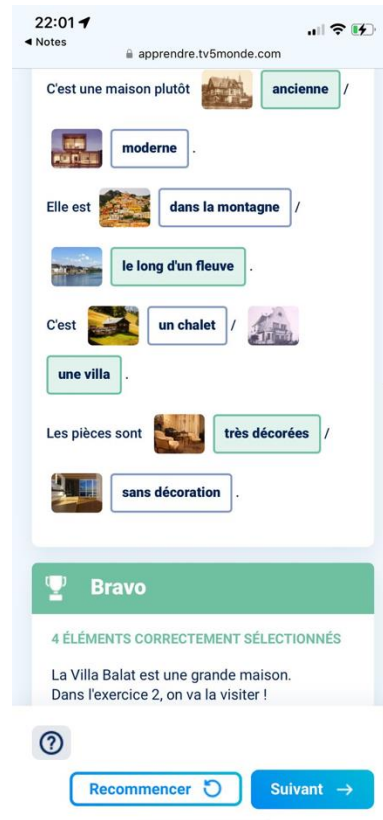 22:01
◀ Notes
apprendre.tv5monde.com
C'est une maison plutôt ancienne /
moderne .
Elle est dans la montagne /
le long d'un fleuve .
C'est un chalet /
une villa .
Les pièces sont très décorées /
sans décoration .
Bravo
4 ÉLÉMENTS CORRECTEMENT SÉLECTIONNÉS
La Villa Balat est une grande maison.
Dans l'exercice 2, on va la visiter !
?
Recommencer Suivant →